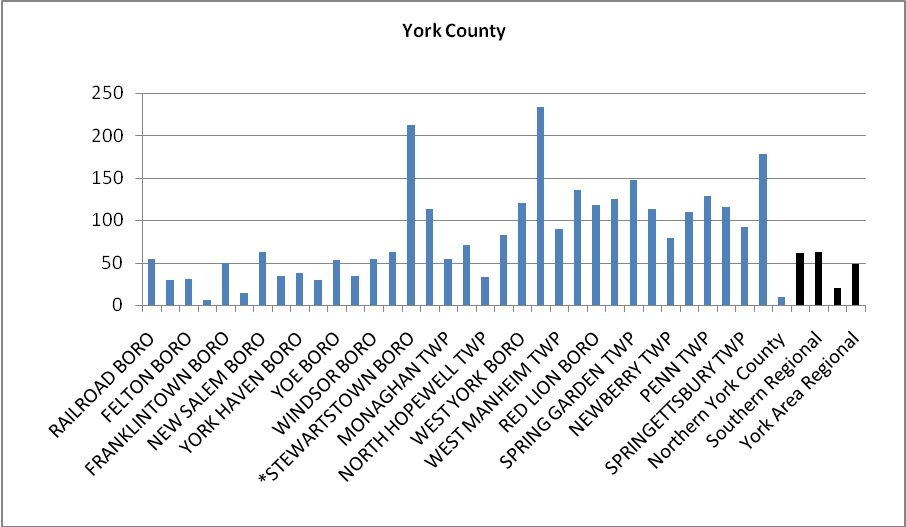 York County
250
200
150
100
50
0
RAILROAD BORO
FELTON BORO
FRANKLINTOWN BORO
NEW SALEM BORO
YORK HAVEN BORO
YOE BORO
WINDSOR BORO
*STEWARTSTOWN BORO
MONAGHAN TWP
NORTH HOPEWELL TWP
WEST YORK BORO
WEST MANHEIM TWP
RED LION BORO
SPRING GARDEN TWP
NEWBERRY TWP
PENN TWP
SPRINGETTSBURY TWP
Northern York County
Southern Regional
York Area Regional